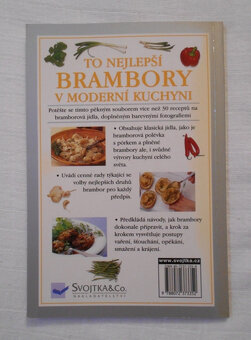 TO NEJLEPŠÍ
BRAMBORY
V MODERNÍ KUCHYNI
Potěšte se tímto pěkným souborem více než 50 receptů na
bramborová jídla, doplněným barevnými fotografiemi
• Obsahuje klasická jídla, jako je
bramborová polévka
s pórkem a plněné
brambory ale, i svůdné
výtvory kuchyní celého
světa.
• Uvádí cenné rady týkající se
volby nejlepších druhů
brambor pro každý
předpis.
• Předkládá návody, jak brambory
dokonale připravit, a krok za
krokem vysvětluje postupy
vaření, šťouchání, opékání,
smažení a krájení.
SVOJTKA&CO.
NAKLADATELSTVÍ
www.svojtka.cz